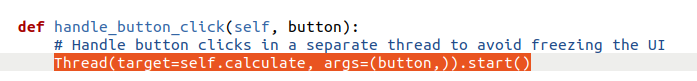 def handle_button_click(self, button):
# Handle button clicks in a separate thread to avoid freezing the UI
Thread(target=self.calculate, args=(button,)).start()